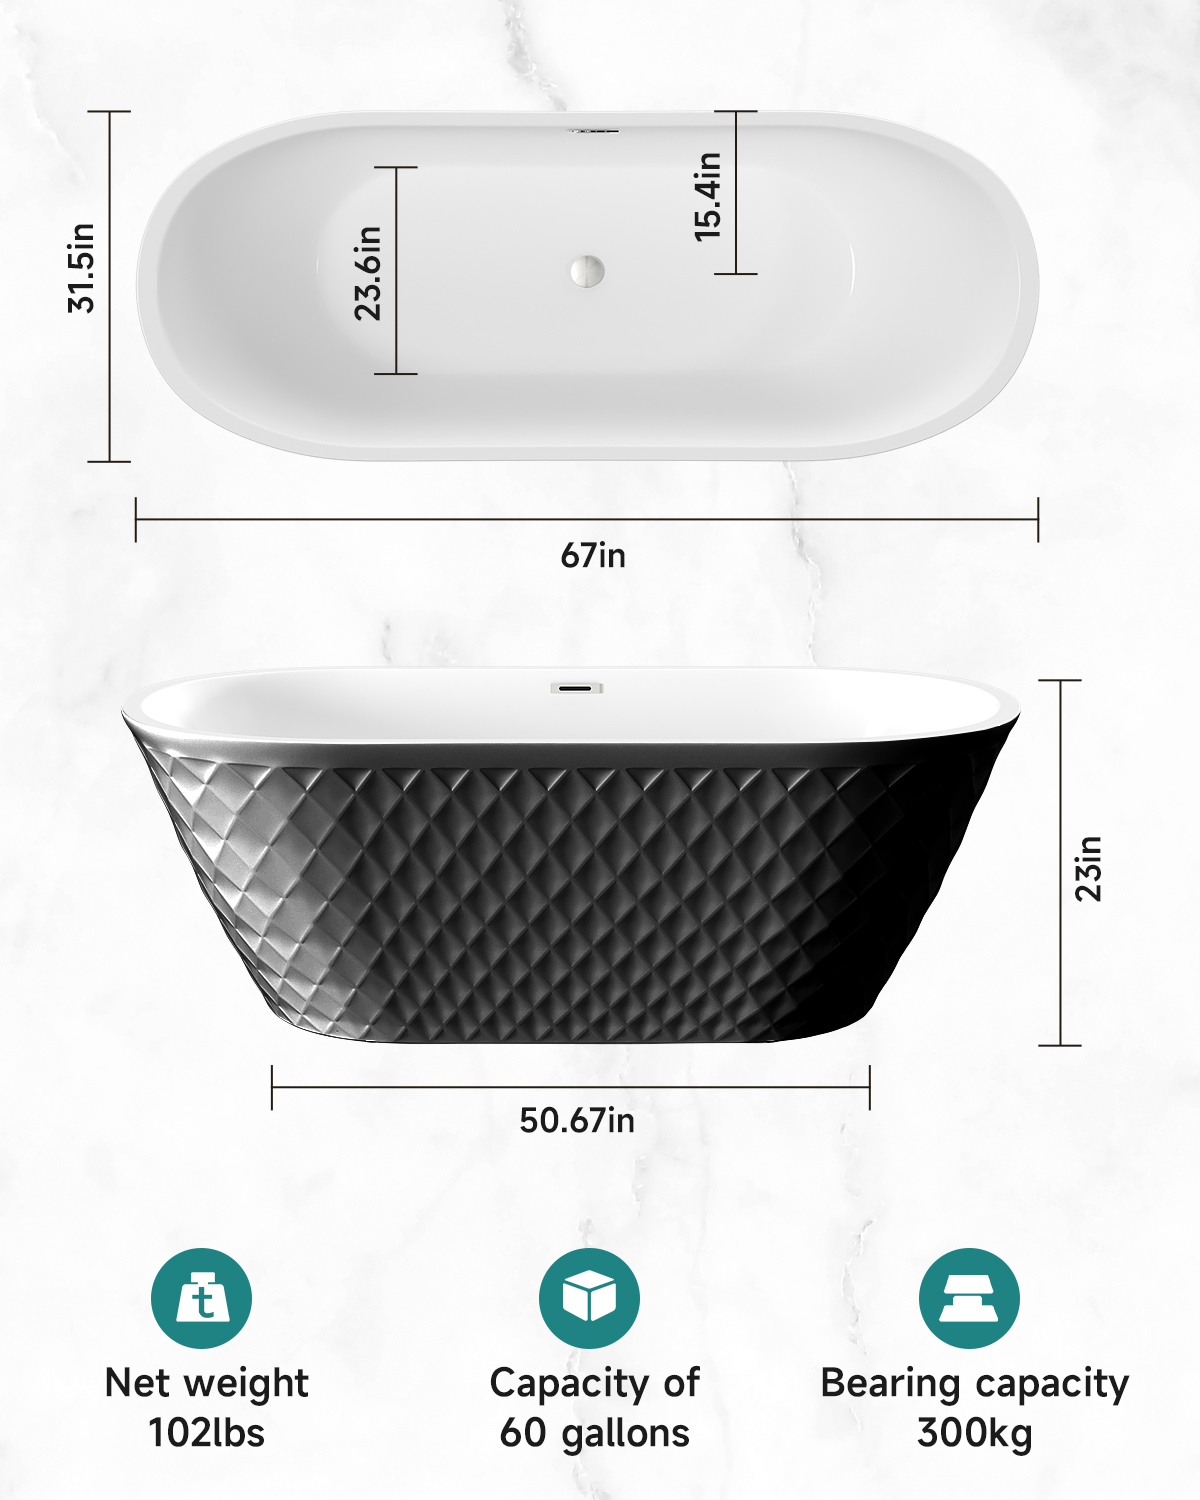 31.5in
23.6in
15.4in
67in
23in
50.67in
t
Net weight
102lbs
Capacity of
60 gallons
Bearing capacity
300kg